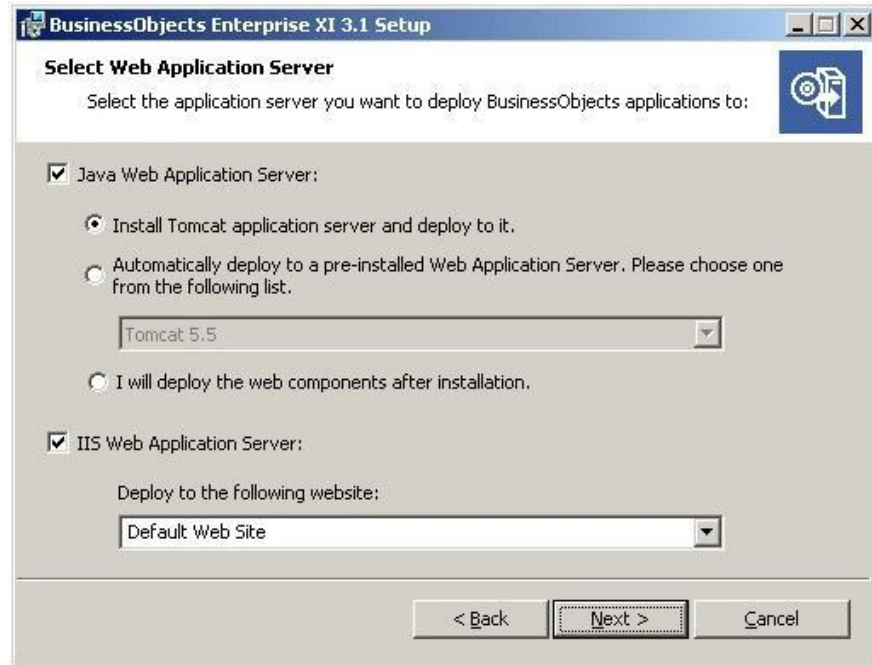 BusinessObjects Enterprise XI 3.1 Setup
Select Web Application Server
Select the application server you want to deploy BusinessObjects applications to:
Java Web Application Server:
Install Tomcat application server and deploy to it.
Automatically deploy to a pre-installed Web Application Server. Please choose one
from the following list.
Tomcat 5.5
I will deploy the web components after installation.
IIS Web Application Server:
Deploy to the following website:
Default Web Site
< Back
Next >
Cancel